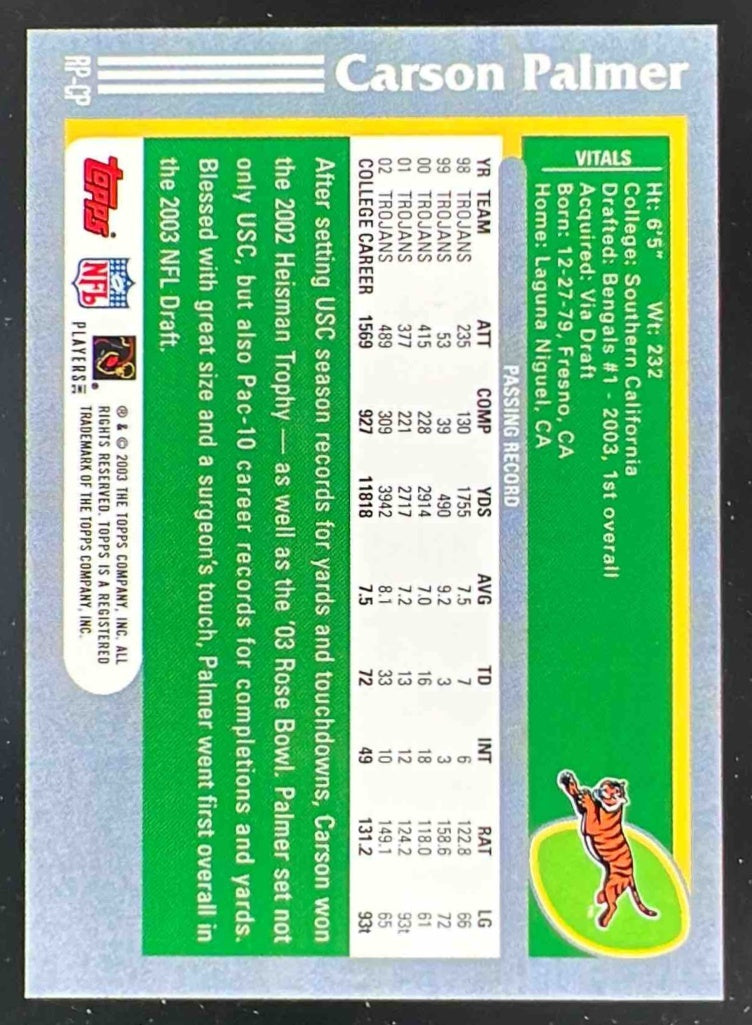 RP-CP
Carson Palmer
VITALS
Ht: 6'5" Wt: 232
College: Southern California
Drafted: Bengals #1 - 2003, 1st overall
Acquired: Via Draft
Born: 12-27-79, Fresno, CA
Home: Laguna Niguel, CA
PASSING RECORD
YR TEAM ATT COMP YDS AVG TD INT RAT LG
98 TROJANS 235 130 1755 7.5 7 6 122.8 66
99 TROJANS 53 39 490 9.2 3 3 158.6 72
00 TROJANS 415 228 2914 7.0 16 18 118.0 61
01 TROJANS 377 221 2717 7.2 13 12 124.2 93t
02 TROJANS 489 309 3942 8.1 33 10 149.1 65
COLLEGE CAREER 1569 927 11818 7.5 72 49 131.2 93t
After setting USC season records for yards and touchdowns, Carson won
the 2002 Heisman Trophy — as well as the '03 Rose Bowl. Palmer set not
only USC, but also Pac-10 career records for completions and yards.
Blessed with great size and a surgeon's touch, Palmer went first overall in
the 2003 NFL Draft.
TOPPS
NFL
PLAYERS INC
® & © 2003 THE TOPPS COMPANY, INC. ALL
RIGHTS RESERVED. TOPPS IS A REGISTERED
TRADEMARK OF THE TOPPS COMPANY, INC.